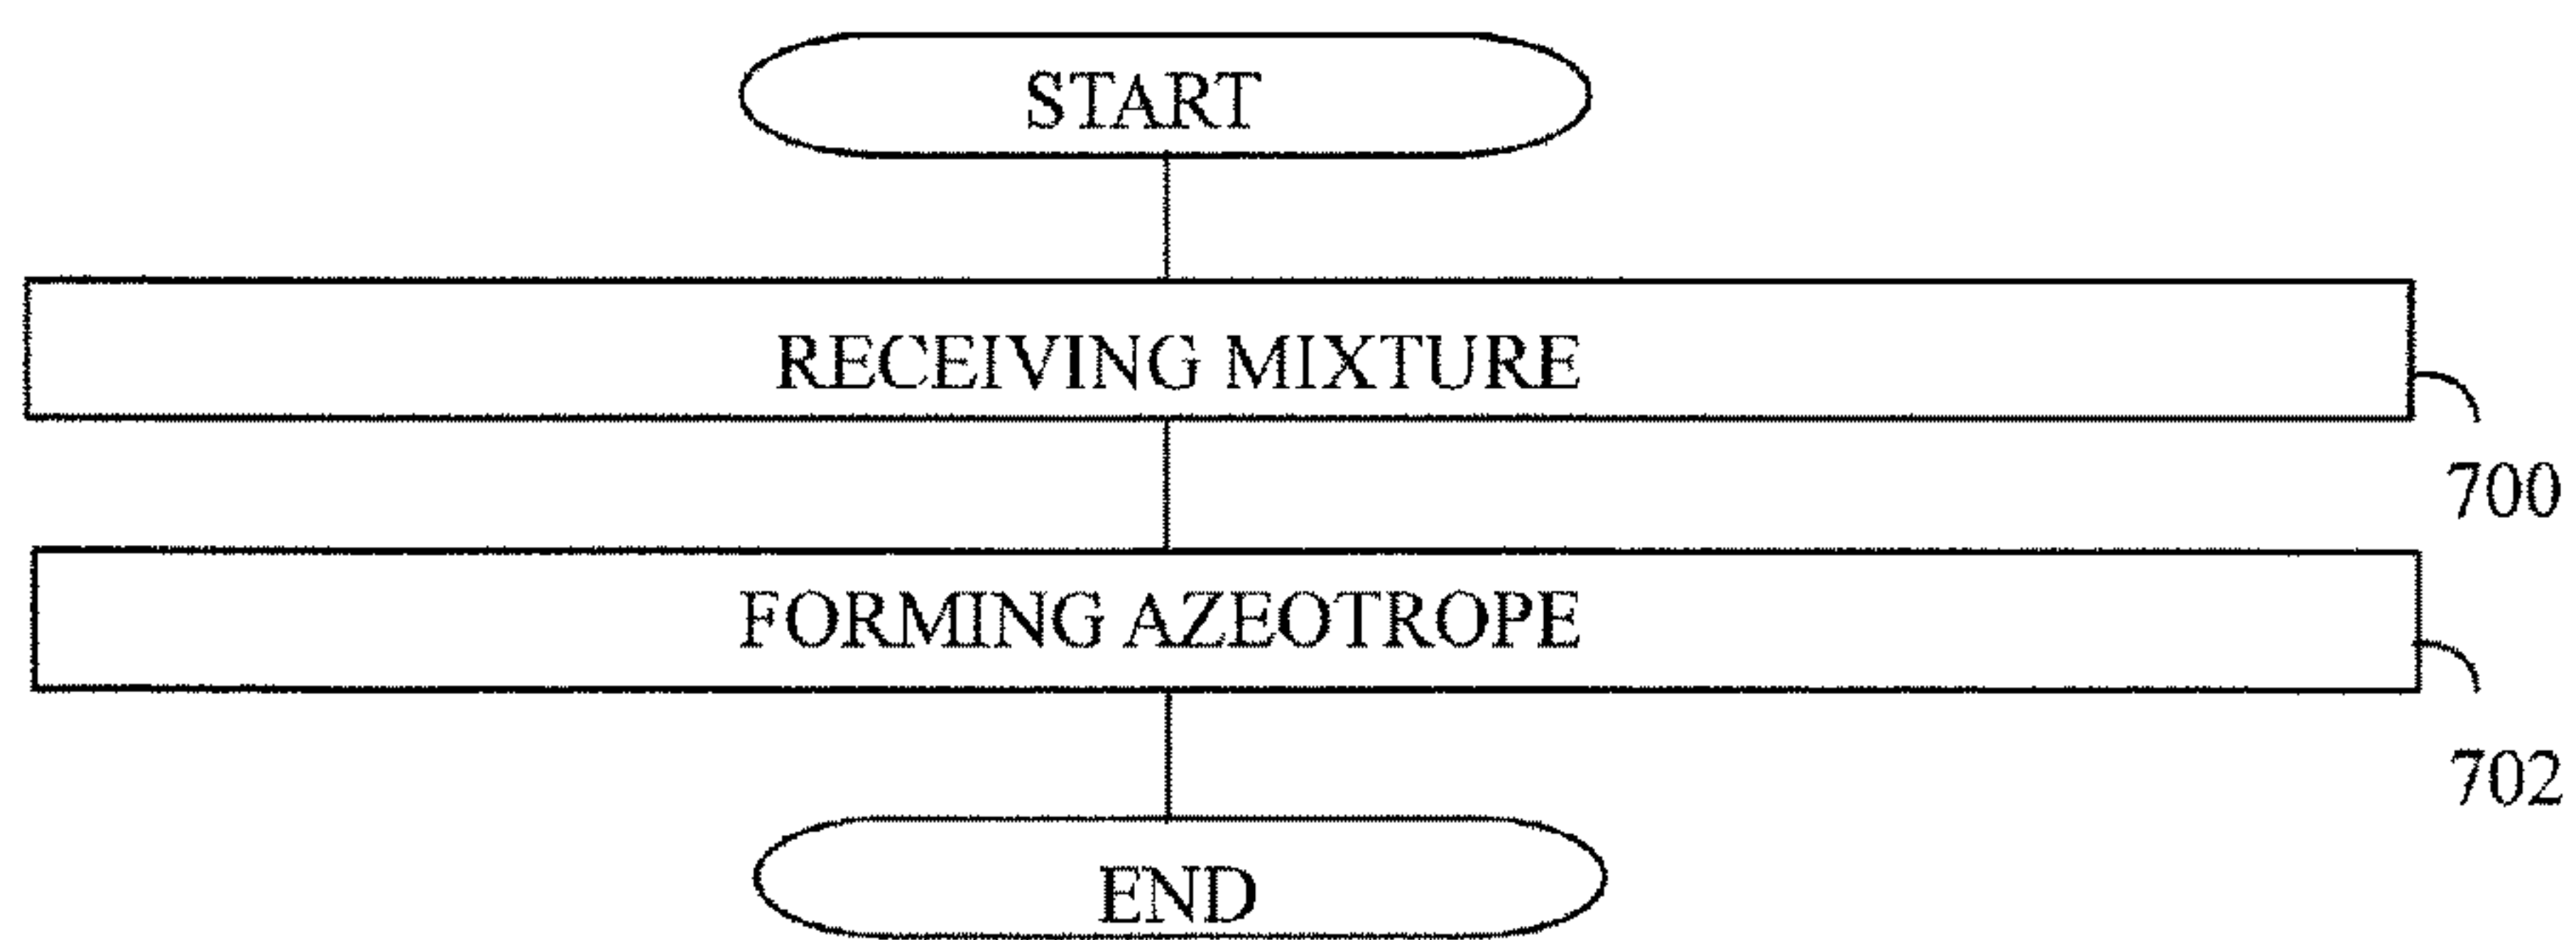 START
RECEIVING MIXTURE
700
FORMING AZEOTROPE
702
END